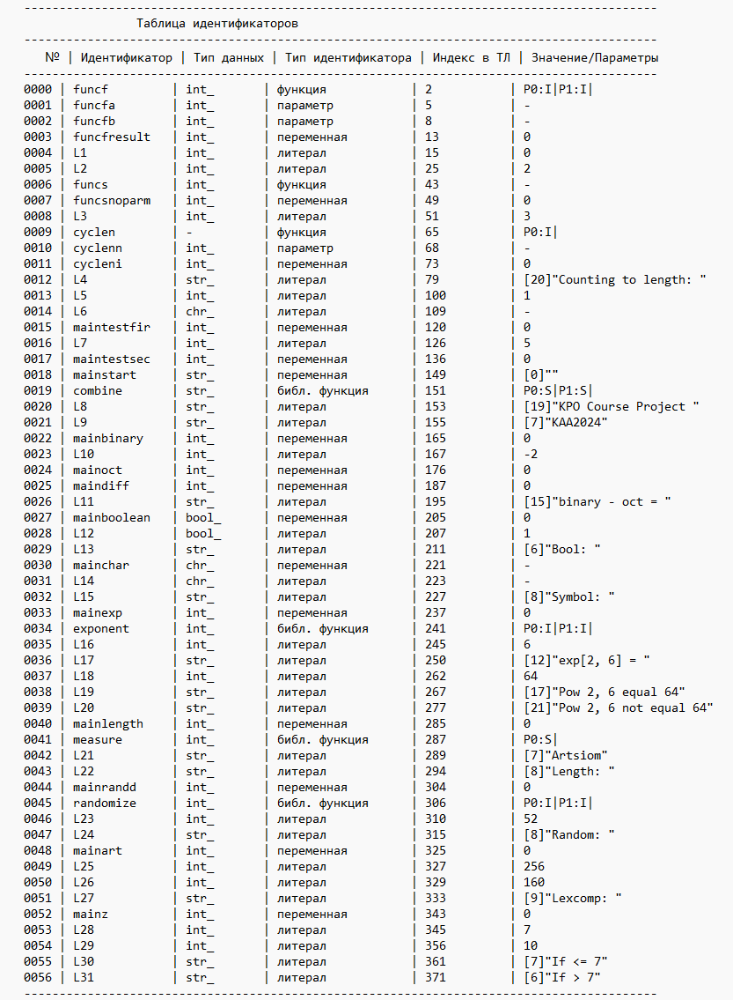 Таблица идентификаторов
№ | Идентификатор | Тип данных | Тип идентификатора | Индекс в ТЛ | Значение/Параметры
0000 | funcf | int_ | функция | 2 | P0:I|P1:I|
0001 | funcfa | int_ | параметр | 5 | -
0002 | funcfb | int_ | параметр | 8 | -
0003 | funcfresult | int_ | переменная | 13 | 0
0004 | L1 | int_ | литерал | 15 | 0
0005 | L2 | int_ | литерал | 25 | 2
0006 | funcs | int_ | функция | 43 | -
0007 | funcsnoparm | int_ | переменная | 49 | 0
0008 | L3 | int_ | литерал | 51 | 3
0009 | cyclen | - | функция | 65 | P0:I|
0010 | cyclenn | int_ | параметр | 68 | -
0011 | cycleni | int_ | переменная | 73 | 0
0012 | L4 | str_ | литерал | 79 | [20]"Counting to length: "
0013 | L5 | int_ | литерал | 100 | 1
0014 | L6 | chr_ | литерал | 109 | -
0015 | maintestfir | int_ | переменная | 120 | 0
0016 | L7 | int_ | литерал | 126 | 5
0017 | maintestsec | int_ | переменная | 136 | 0
0018 | mainstart | str_ | переменная | 149 | [0]""
0019 | combine | str_ | библ. функция | 151 | P0:S|P1:S|
0020 | L8 | str_ | литерал | 153 | [19]"KPO Course Project "
0021 | L9 | str_ | литерал | 155 | [7]"KAA2024"
0022 | mainbinary | int_ | переменная | 165 | 0
0023 | L10 | int_ | литерал | 167 | -2
0024 | mainoct | int_ | переменная | 176 | 0
0025 | maindiff | int_ | переменная | 187 | 0
0026 | L11 | str_ | литерал | 195 | [15]"binary - oct = "
0027 | mainboolean | bool_ | переменная | 205 | 0
0028 | L12 | bool_ | литерал | 207 | 1
0029 | L13 | str_ | литерал | 211 | [6]"Bool: "
0030 | mainchar | chr_ | переменная | 221 | -
0031 | L14 | chr_ | литерал | 223 | -
0032 | L15 | str_ | литерал | 227 | [8]"Symbol: "
0033 | mainexp | int_ | переменная | 237 | 0
0034 | exponent | int_ | библ. функция | 241 | P0:I|P1:I|
0035 | L16 | int_ | литерал | 245 | 6
0036 | L17 | str_ | литерал | 250 | [12]"exp[2, 6] = "
0037 | L18 | int_ | литерал | 262 | 64
0038 | L19 | str_ | литерал | 267 | [17]"Pow 2, 6 equal 64"
0039 | L20 | str_ | литерал | 277 | [21]"Pow 2, 6 not equal 64"
0040 | mainlength | int_ | переменная | 285 | 0
0041 | measure | int_ | библ. функция | 287 | P0:S|
0042 | L21 | str_ | литерал | 289 | [7]"Artsiom"
0043 | L22 | str_ | литерал | 294 | [8]"Length: "
0044 | mainrandd | int_ | переменная | 304 | 0
0045 | randomize | int_ | библ. функция | 306 | P0:I|P1:I|
0046 | L23 | int_ | литерал | 310 | 52
0047 | L24 | str_ | литерал | 315 | [8]"Random: "
0048 | mainart | int_ | переменная | 325 | 0
0049 | L25 | int_ | литерал | 327 | 256
0050 | L26 | int_ | литерал | 329 | 160
0051 | L27 | str_ | литерал | 333 | [9]"Lexcomp: "
0052 | mainz | int_ | переменная | 343 | 0
0053 | L28 | int_ | литерал | 345 | 7
0054 | L29 | int_ | литерал | 356 | 10
0055 | L30 | str_ | литерал | 361 | [7]"If <= 7"
0056 | L31 | str_ | литерал | 371 | [6]"If > 7"